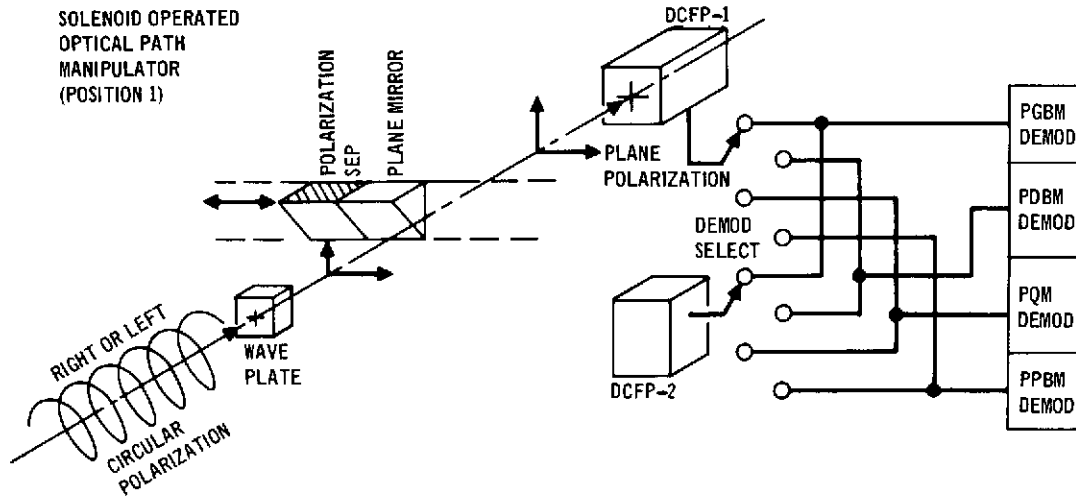 SOLENOID OPERATED
OPTICAL PATH
MANIPULATOR
(POSITION 1)
POLARIZATION
SEP
PLANE MIRROR
DCFP-1
PLANE
POLARIZATION
DEMOD
SELECT
PGBM
DEMOD
PDBM
DEMOD
PQM
DEMOD
PPBM
DEMOD
DCFP-2
WAVE
PLATE
RIGHT OR LEFT
CIRCULAR
POLARIZATION